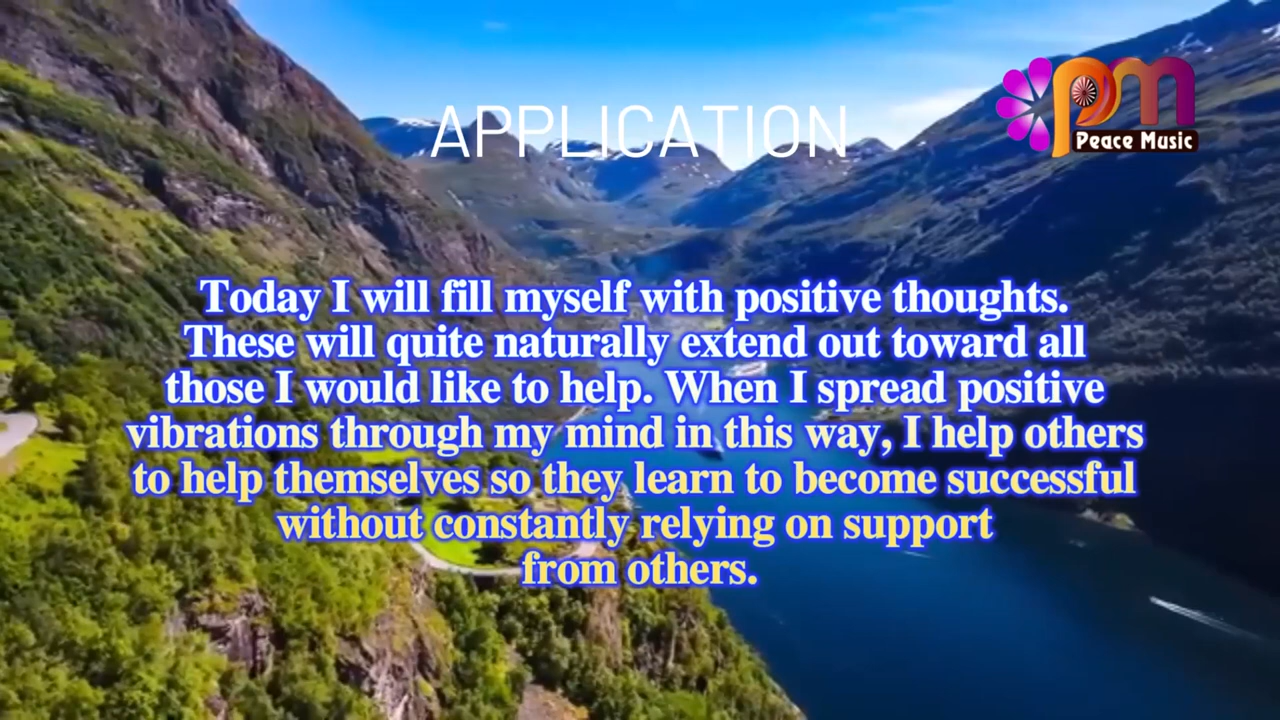 APPLICATION
pm
Peace Music
Today I will fill myself with positive thoughts.
These will quite naturally extend out toward all
those I would like to help. When I spread positive
vibrations through my mind in this way, I help others
to help themselves so they learn to become successful
without constantly relying on support
from others.